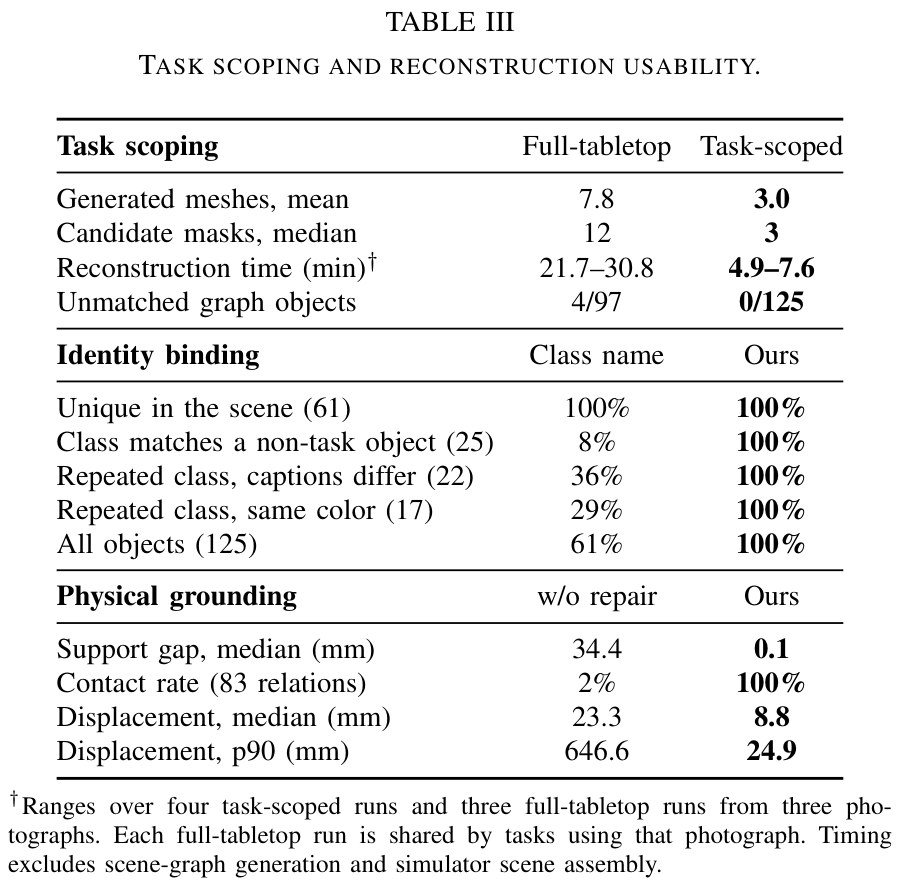 TABLE III
TASK SCOPING AND RECONSTRUCTION USABILITY.
Task scoping Full-tabletop Task-scoped
Generated meshes, mean 7.8 3.0
Candidate masks, median 12 3
Reconstruction time (min)† 21.7–30.8 4.9–7.6
Unmatched graph objects 4/97 0/125
Identity binding Class name Ours
Unique in the scene (61) 100% 100%
Class matches a non-task object (25) 8% 100%
Repeated class, captions differ (22) 36% 100%
Repeated class, same color (17) 29% 100%
All objects (125) 61% 100%
Physical grounding w/o repair Ours
Support gap, median (mm) 34.4 0.1
Contact rate (83 relations) 2% 100%
Displacement, median (mm) 23.3 8.8
Displacement, p90 (mm) 646.6 24.9
†Ranges over four task-scoped runs and three full-tabletop runs from three pho-
tographs. Each full-tabletop run is shared by tasks using that photograph. Timing
excludes scene-graph generation and simulator scene assembly.